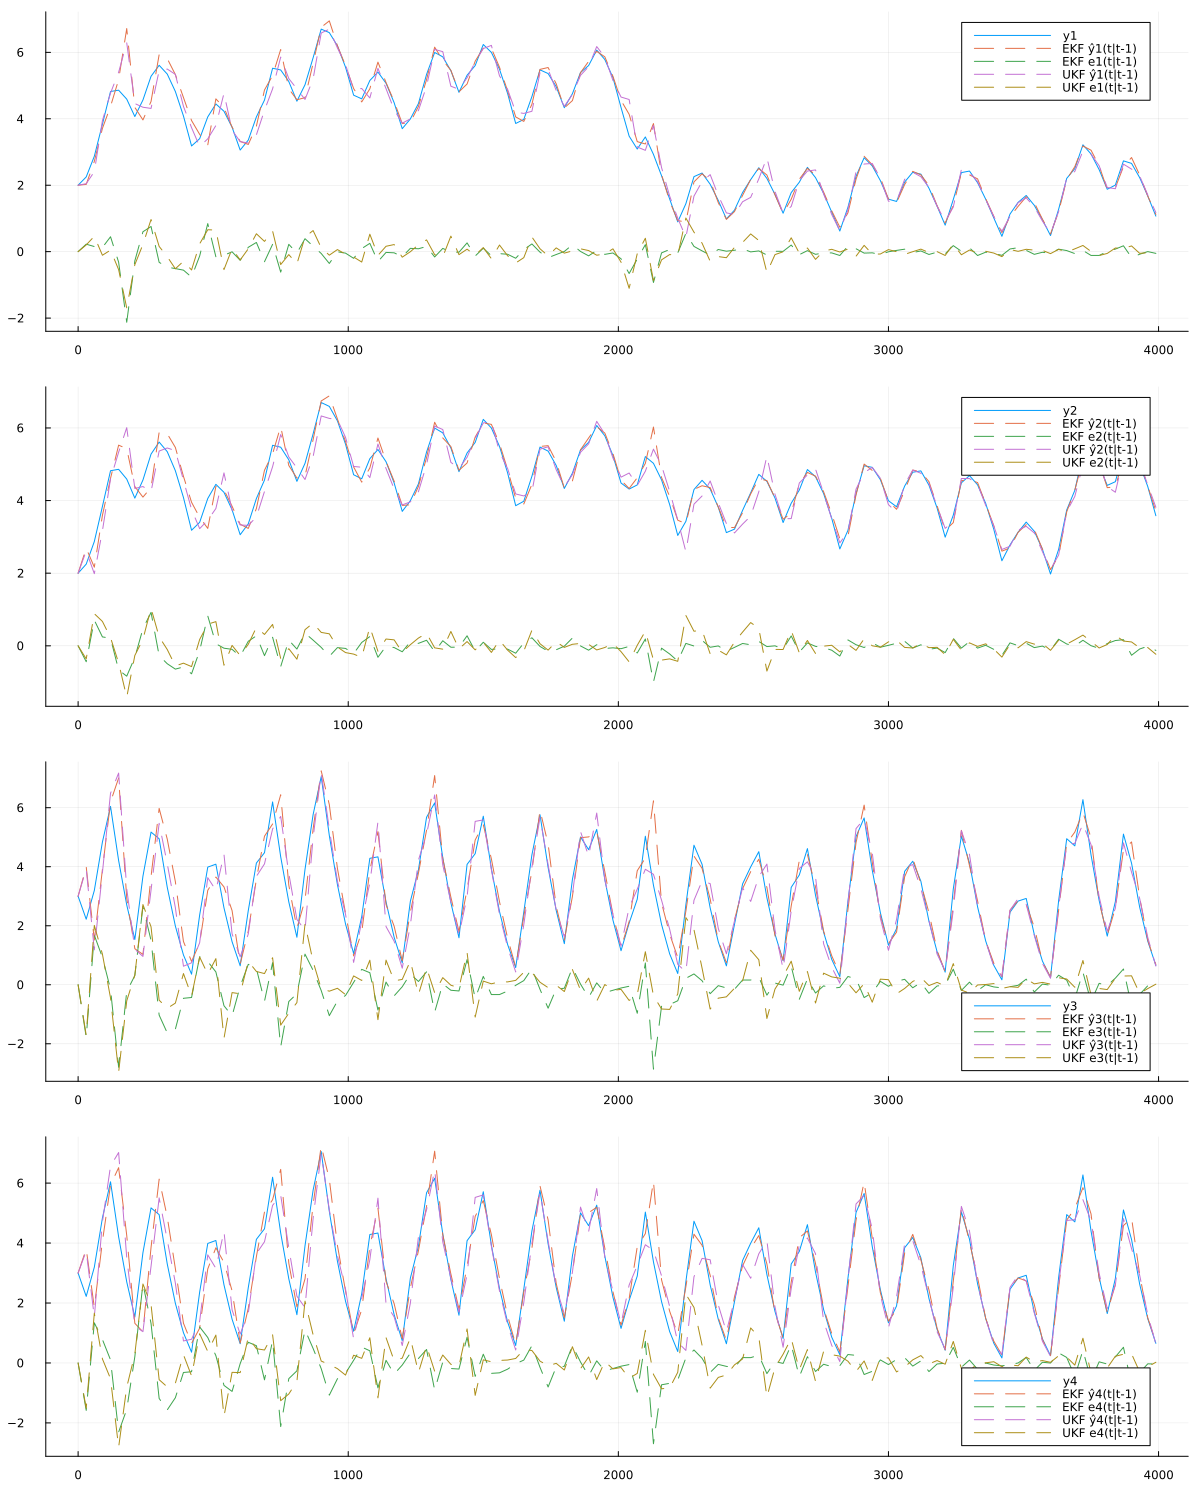 6
4
2
0
−2
0
1000
2000
3000
4000
y1
EKF ŷ1(t|t-1)
EKF e1(t|t-1)
UKF ŷ1(t|t-1)
UKF e1(t|t-1)
6
4
2
0
0
1000
2000
3000
4000
y2
EKF ŷ2(t|t-1)
EKF e2(t|t-1)
UKF ŷ2(t|t-1)
UKF e2(t|t-1)
6
4
2
0
−2
0
1000
2000
3000
4000
y3
EKF ŷ3(t|t-1)
EKF e3(t|t-1)
UKF ŷ3(t|t-1)
UKF e3(t|t-1)
6
4
2
0
−2
0
1000
2000
3000
4000
y4
EKF ŷ4(t|t-1)
EKF e4(t|t-1)
UKF ŷ4(t|t-1)
UKF e4(t|t-1)